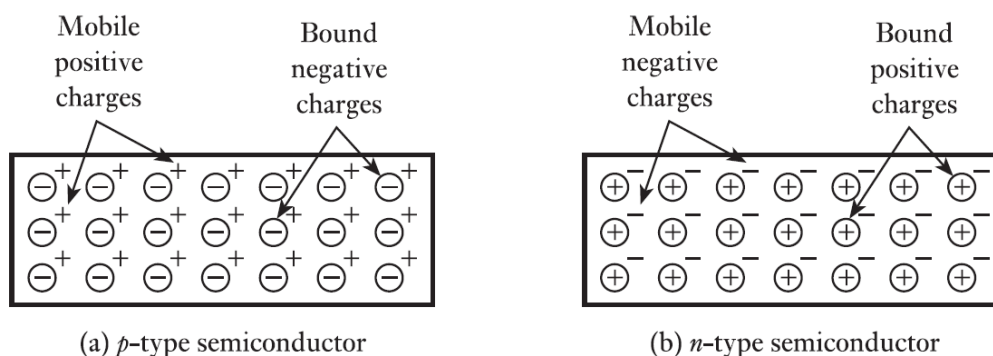 Mobile
positive
charges
Bound
negative
charges
Mobile
negative
charges
Bound
positive
charges
(a) p-type semiconductor
(b) n-type semiconductor